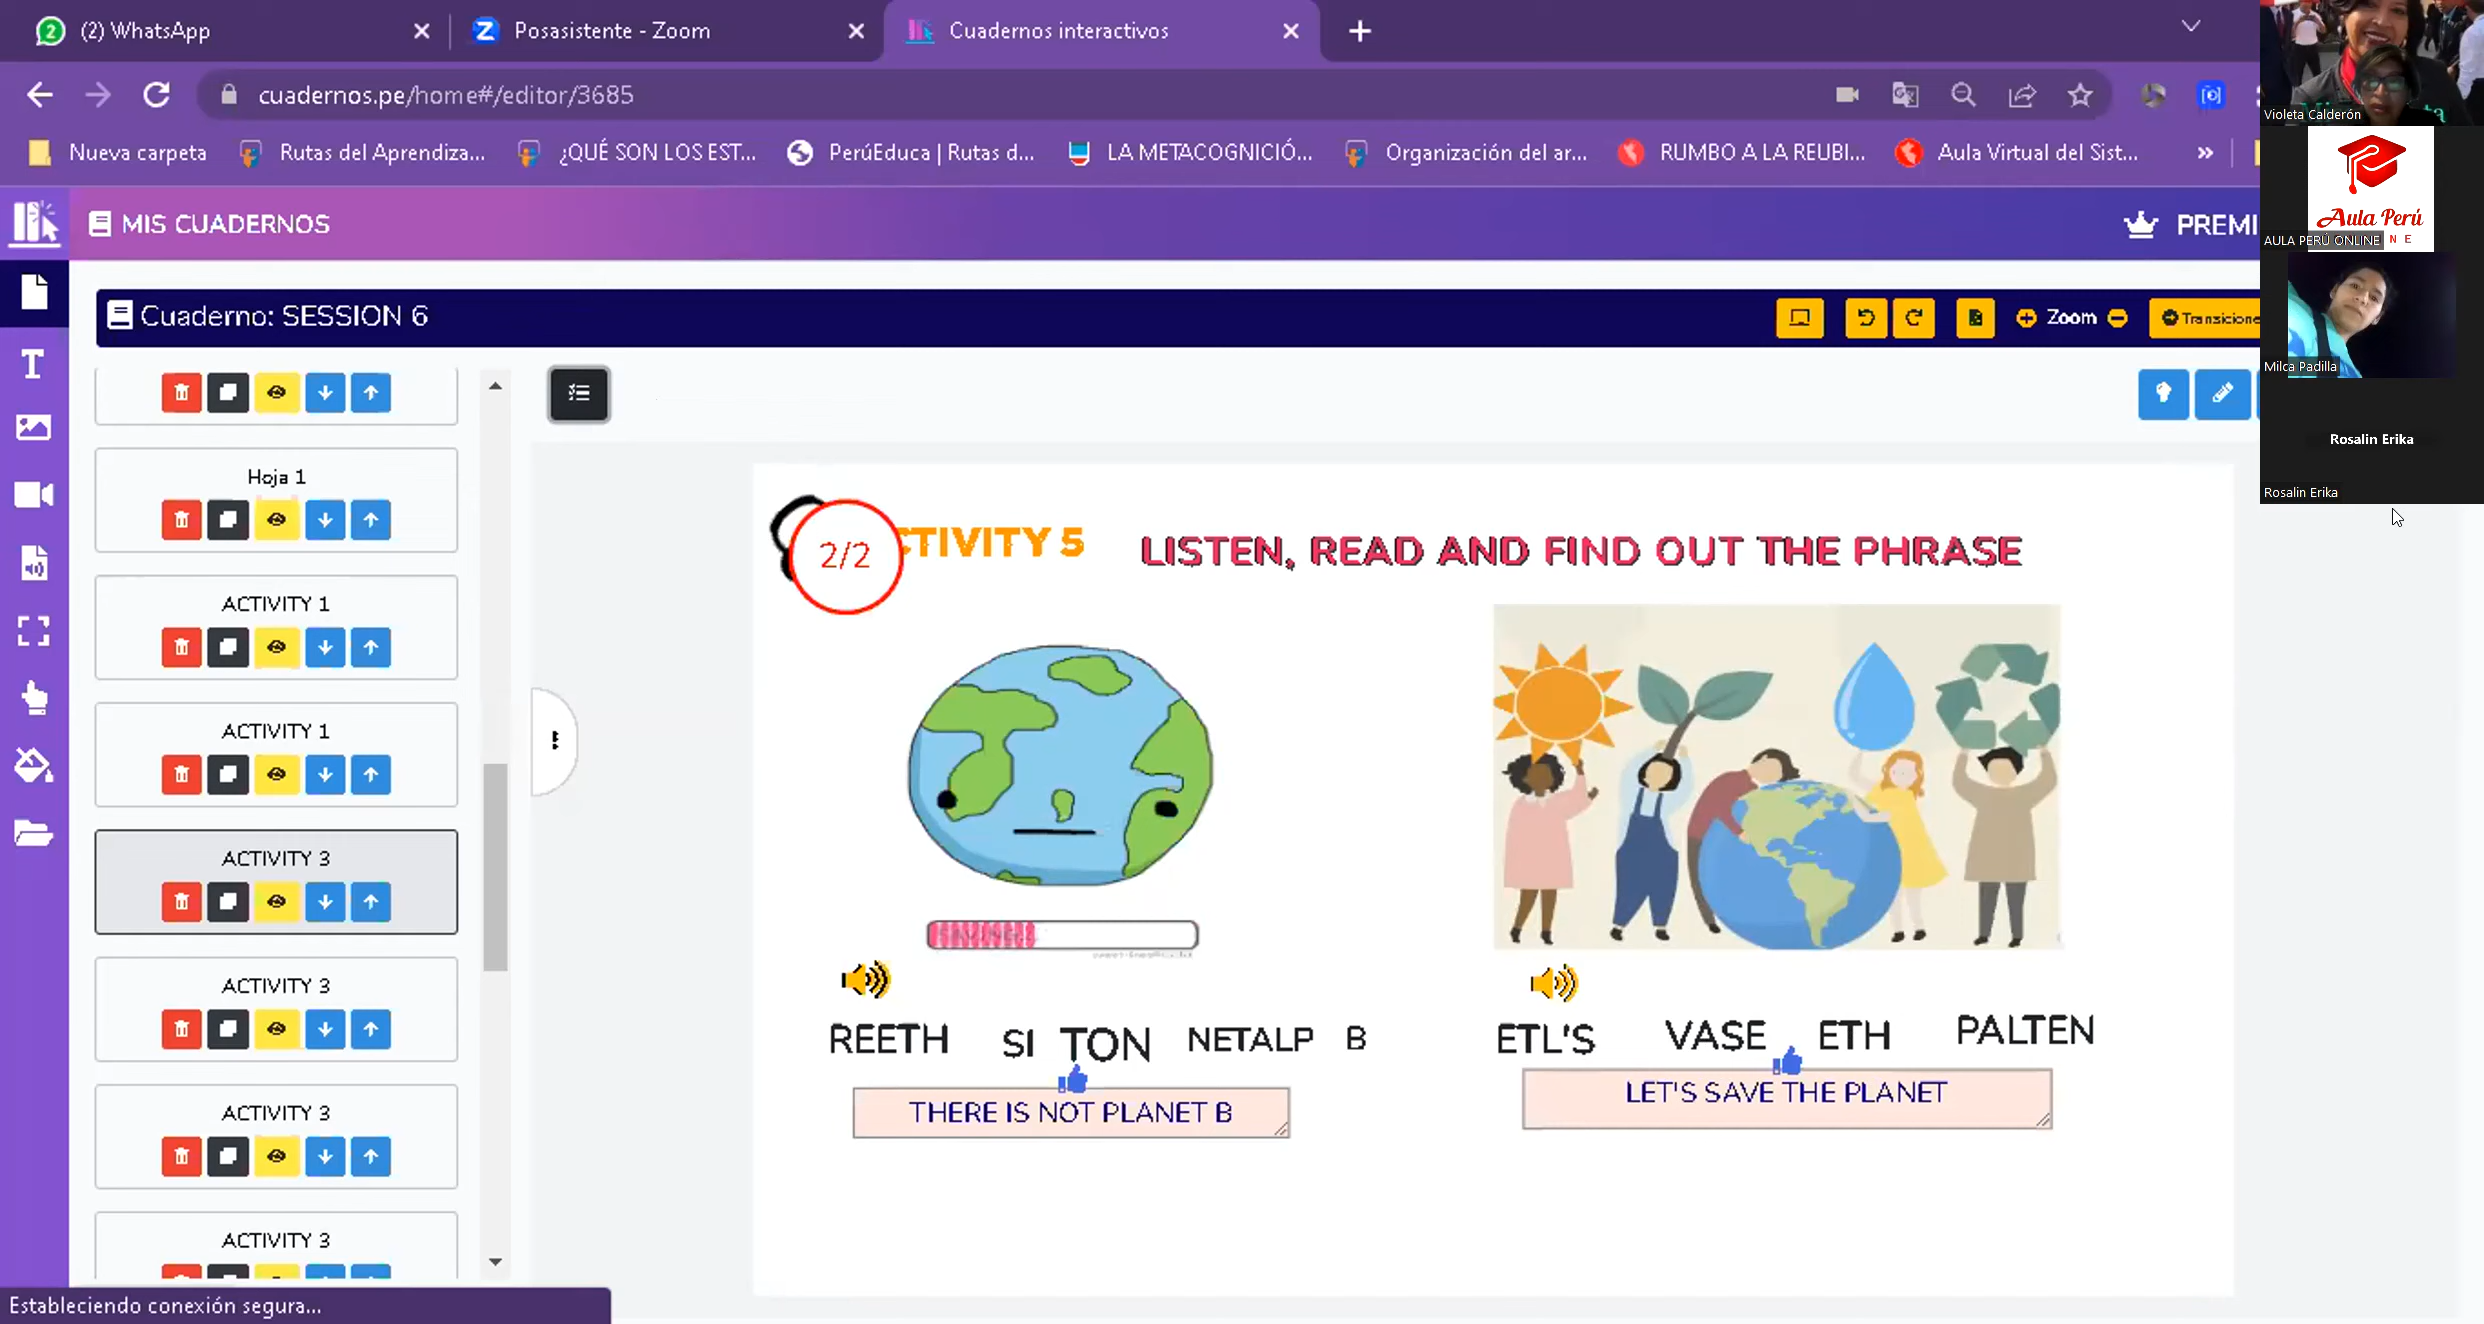 (2) WhatsApp
Posasistente - Zoom
Cuadernos interactivos
cuadernos.pe/home#/editor/3685
Nueva carpeta
Rutas del Aprendiza...
¿QUÉ SON LOS EST...
PerúEduca | Rutas d...
LA METACOGNICIÓ...
Organización del ar...
RUMBO A LA REUBI...
Aula Virtual del Sist...
MIS CUADERNOS
PREMI
Violeta Calderón
Aula Perú
AULA PERÚ ONLINE N E
Milca Padilla
Rosalin Erika
Rosalin Erika
Cuaderno: SESSION 6
Zoom
Transicione
Hoja 1
ACTIVITY 1
ACTIVITY 1
ACTIVITY 3
ACTIVITY 3
ACTIVITY 3
ACTIVITY 3
2/2
CTIVITY 5
LISTEN, READ AND FIND OUT THE PHRASE
REETH SI TON NETALP B
THERE IS NOT PLANET B
ETL'S VASE ETH PALTEN
LET'S SAVE THE PLANET
Estableciendo conexión segura...